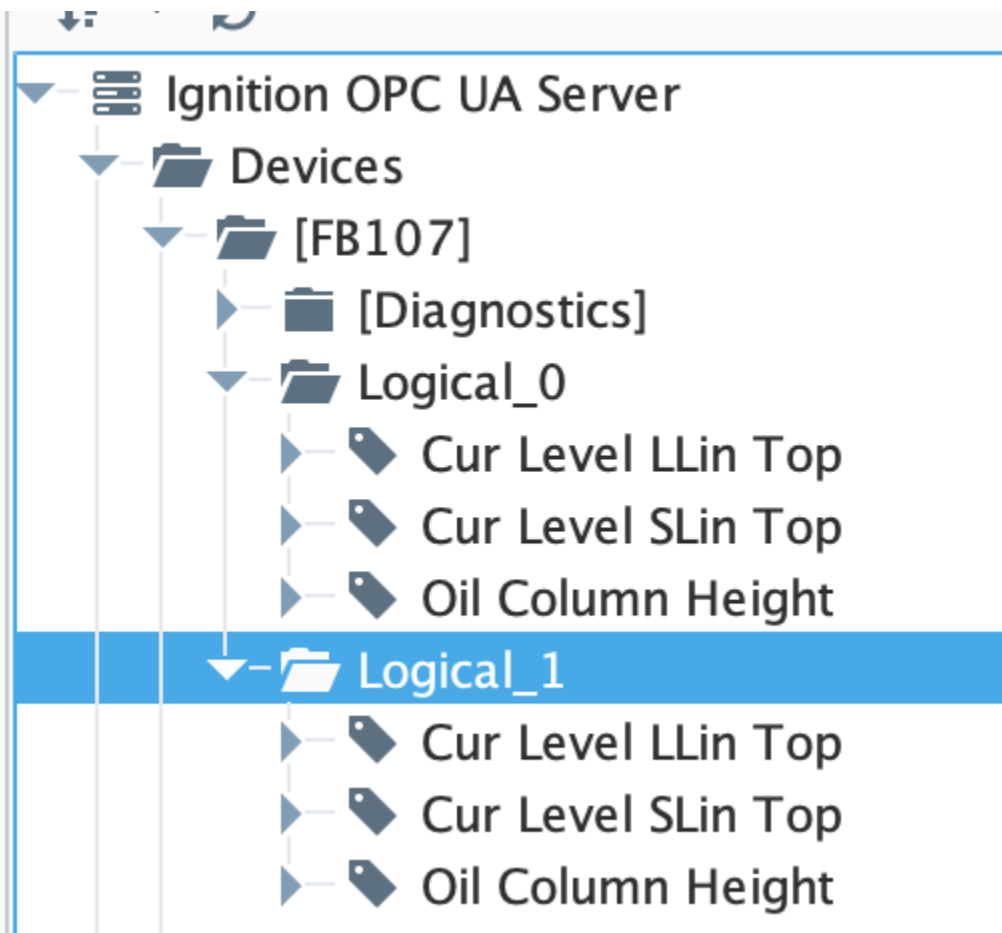 Ignition OPC UA Server
Devices
[FB107]
[Diagnostics]
Logical_0
Cur Level LLin Top
Cur Level SLin Top
Oil Column Height
Logical_1
Cur Level LLin Top
Cur Level SLin Top
Oil Column Height